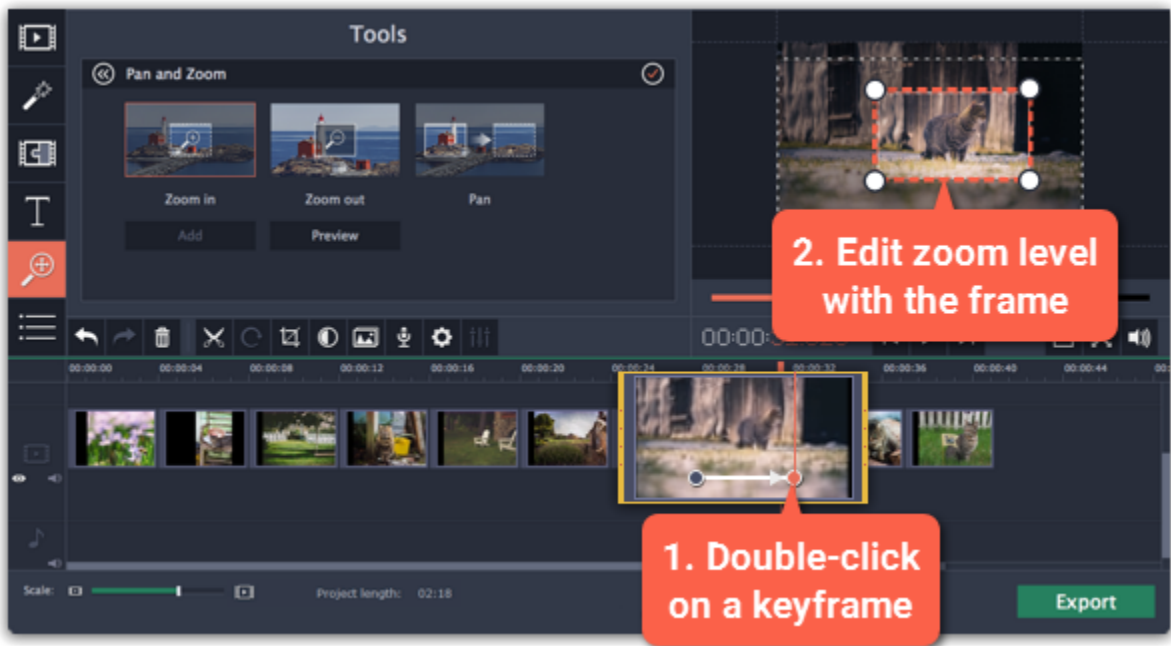 Tools
Pan and Zoom
Zoom in
Zoom out
Pan
Add
Preview
T
2. Edit zoom level
with the frame
00:00:
00:00:00 00:00:04 00:00:08 00:00:12 00:00:16 00:00:20 00:00:24 00:00:28 00:00:32 00:00:36 00:00:40 00:00:44 00:
1. Double-click
on a keyframe
Scale:
Project length: 02:18
Export